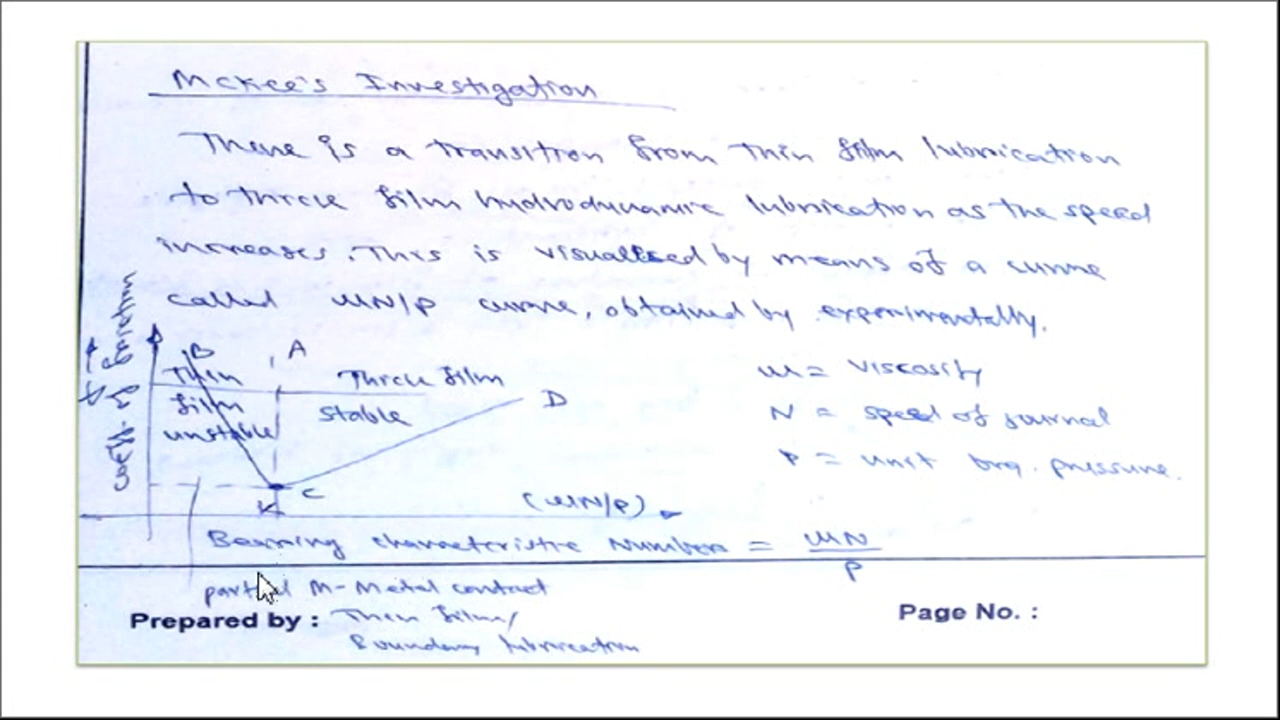 McKee's Investigation
There is a transition from thin film lubrication
to thick film hydrodynamic lubrication as the speed
increases. This is visualised by means of a curve
called μN/p curve, obtained by experimentally.
Coeff. of friction
B
A
Thin
film
unstable
Thick film
stable
D
C
K
(μN/p)
μ = viscosity
N = speed of journal
p = unit brg. pressure.
Bearing characteristic Number = μN
p
partial M-Metal contact
Prepared by : Thin film/
Boundary lubrication
Page No. :